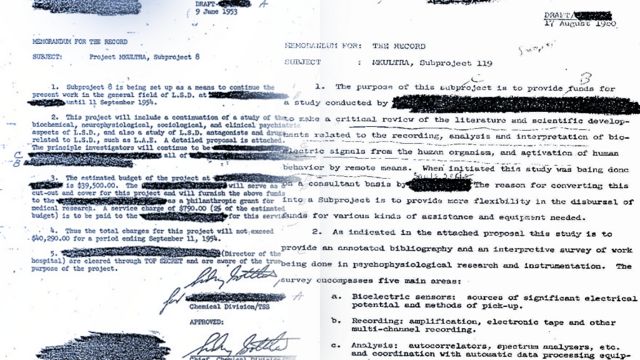 DRAFT-
9 June 1953
A
MEMORANDUM FOR THE RECORD
SUBJECT: Project MKULTRA, Subproject 8
1. Subproject 8 is being set up as a means to continue the
present work in the general field of L.S.D. at
until 11 September 1954.
2. This project will include a continuation of a study of the
biochemical, neurophysiological, sociological, and clinical psychiatric
aspects of L.S.D., and also a study of L.S.D. antagonists and drugs
related to L.S.D., such as L.A.E. A detailed proposal is attached.
The principle investigators will continue to be
all of
3. The estimated budget of the project at
is $39,500.00. The will serve as
cut-out and cover for this project and will furnish the above funds
to the as a philanthropic grant for
medical research. A service charge of $790.00 (2% of the estimated
budget) is to be paid to the
4. Thus the total charges for this project will not exceed
$40,290.00 for a period ending September 11, 1954.
5. (Director of the
hospital) are cleared through TOP SECRET and are aware of the true
purpose of the project.
Chemical Division/TSS
APPROVED:
Chief, Chemical Division/TSS
DRAFT/
17 August 1960
MEMORANDUM FOR: THE RECORD
SUBJECT : MKULTRA, Subproject 119
1. The purpose of this subproject is to provide funds for
a study conducted by
to make a critical review of the literature and scientific develop-
ments related to the recording, analysis and interpretation of bio-
electric signals from the human organism, and activation of human
behavior by remote means. When initiated this study was being done
on a consultant basis by The reason for converting this
into a Subproject is to provide more flexibility in the disbursal of
funds for various kinds of assistance and equipment needed.
2. As indicated in the attached proposal this study is to
provide an annotated bibliography and an interpretive survey of work
being done in psychophysiological research and instrumentation. The
survey encompasses five main areas:
a. Bioelectric sensors: sources of significant electrical
potential and methods of pick-up.
b. Recording: amplification, electronic tape and other
multi-channel recording.
c. Analysis: autocorrelators, spectrum analyzers, etc.
and coordination with automatic data processing equip